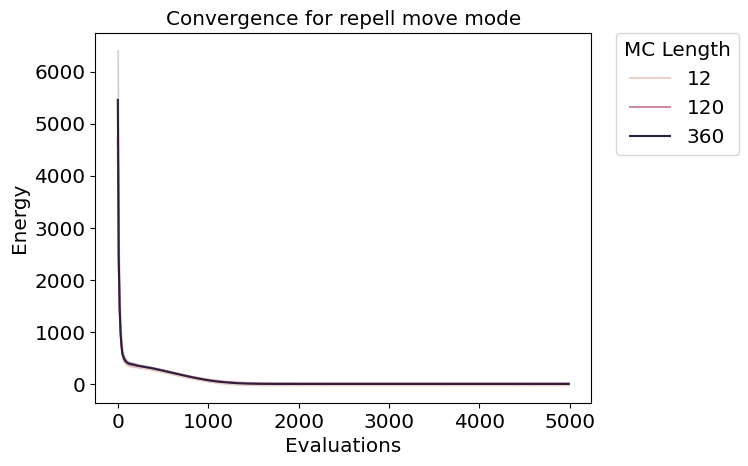 Convergence for repell move mode
MC Length
12
120
360
Energy
6000
5000
4000
3000
2000
1000
0
0 1000 2000 3000 4000 5000
Evaluations